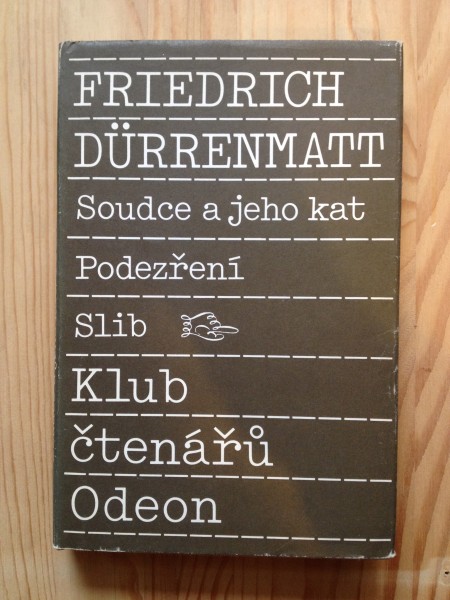 FRIEDRICH
DÜRRENMATT
Soudce a jeho kat
Podezření
Slib
Klub
čtenářů
Odeon